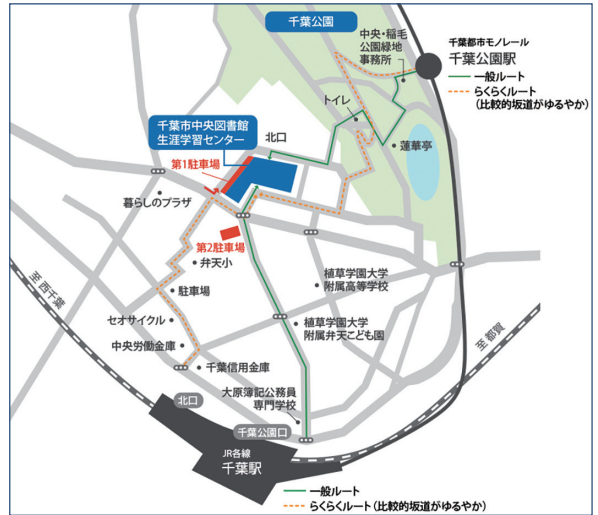 千葉公園
中央・稲毛
公園緑地
事務所
千葉都市モノレール
千葉公園駅
一般ルート
らくらくルート
(比較的坂道がゆるやか)
トイレ
千葉市中央図書館
生涯学習センター
北口
蓮華亭
第1駐車場
暮らしのプラザ
第2駐車場
弁天小
植草学園大学
附属高等学校
至西千葉
駐車場
セオサイクル
植草学園大学
附属弁天こども園
至都賀
中央労働金庫
千葉信用金庫
大原簿記公務員
専門学校
北口
千葉公園口
JR各線
千葉駅
一般ルート
らくらくルート(比較的坂道がゆるやか)